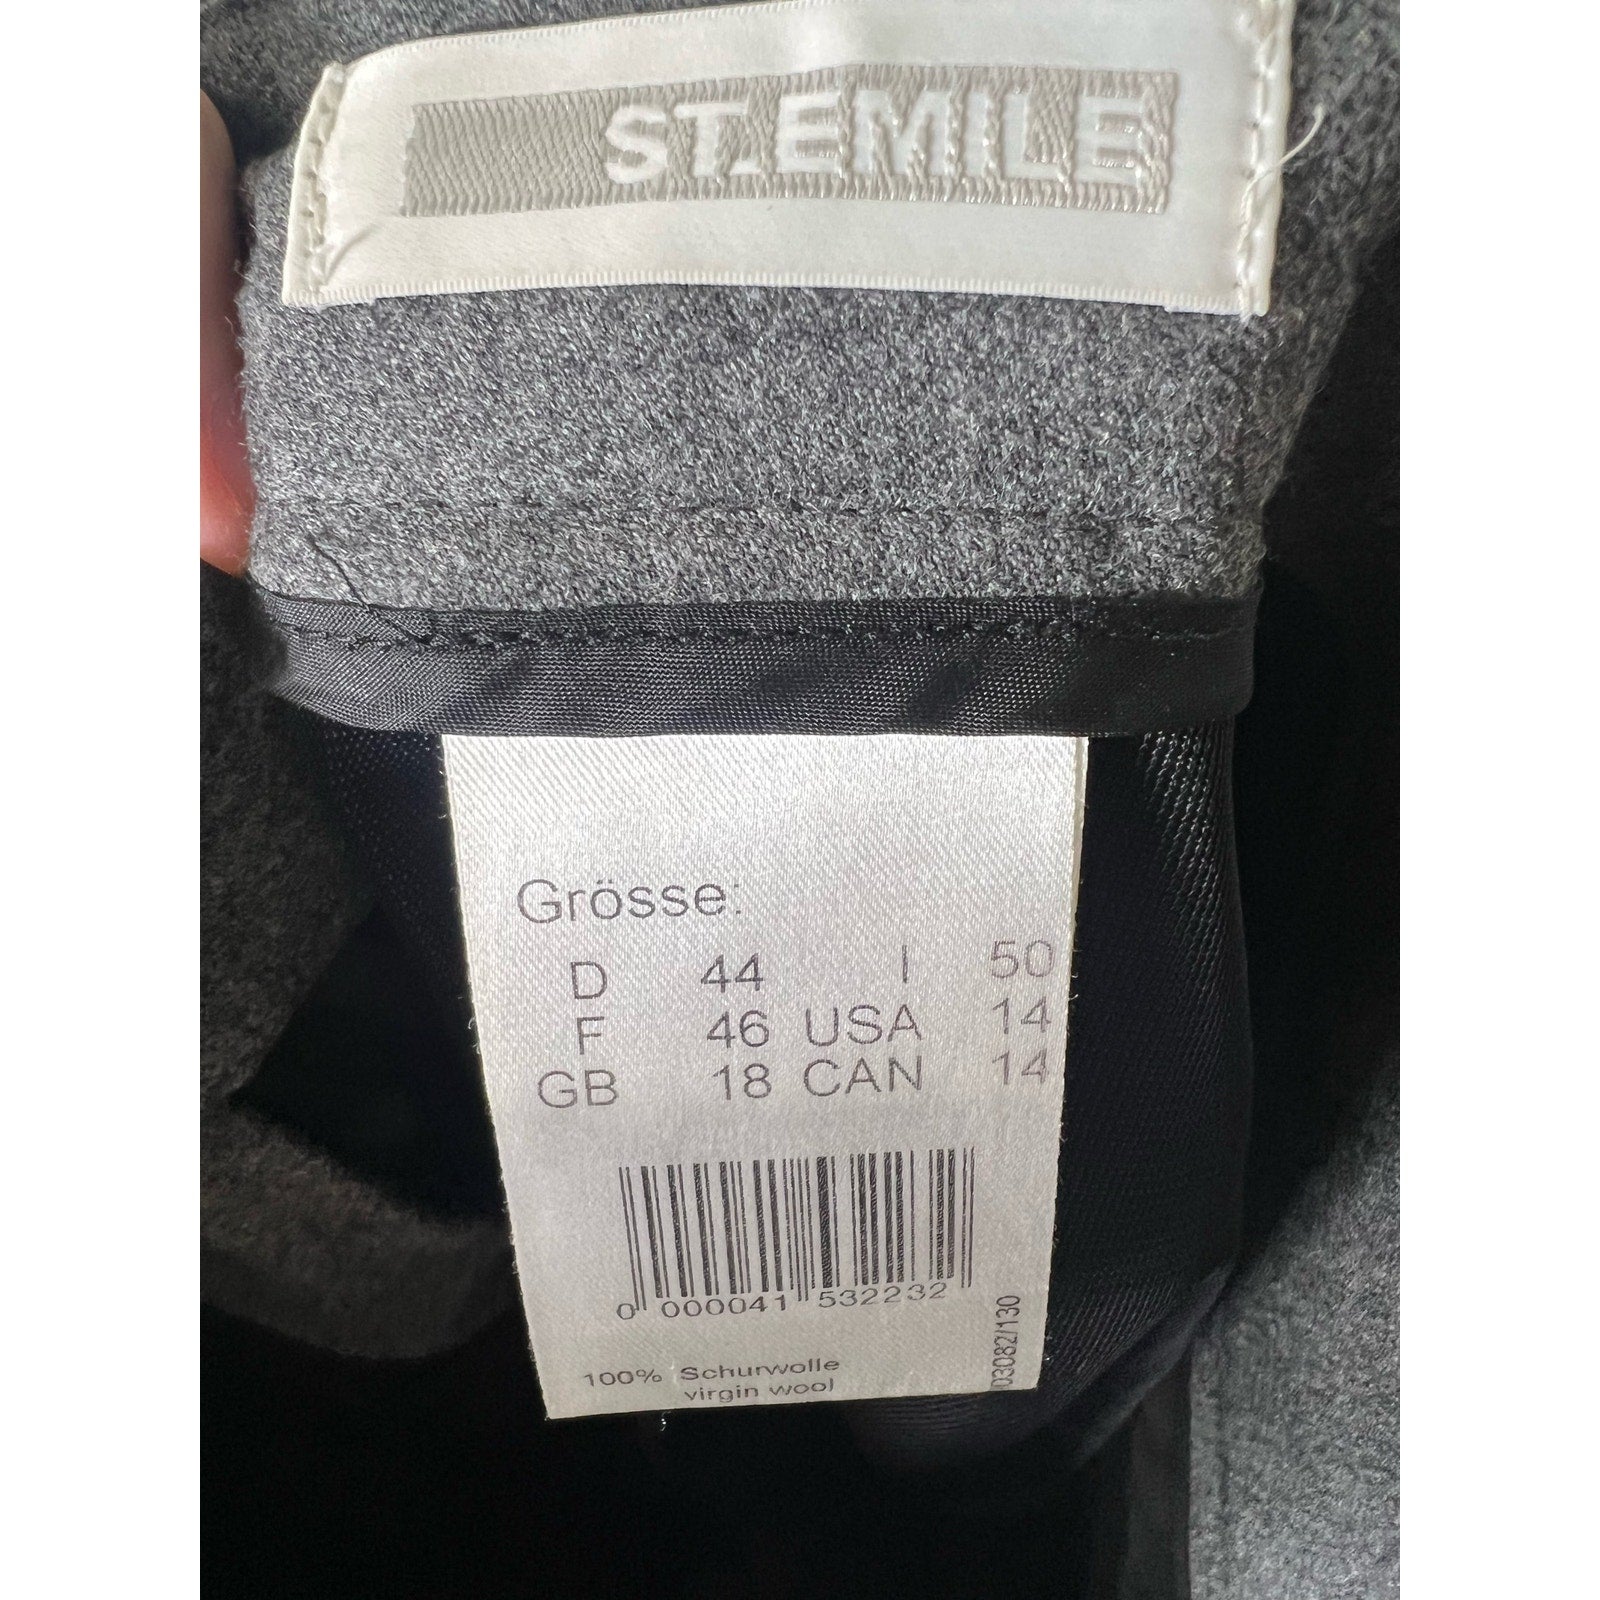 ST.EMILE
Grösse:
D 44 I 50
F 46 USA 14
GB 18 CAN 14
0 000041 532232
03082/130
100% Schurwolle
virgin wool